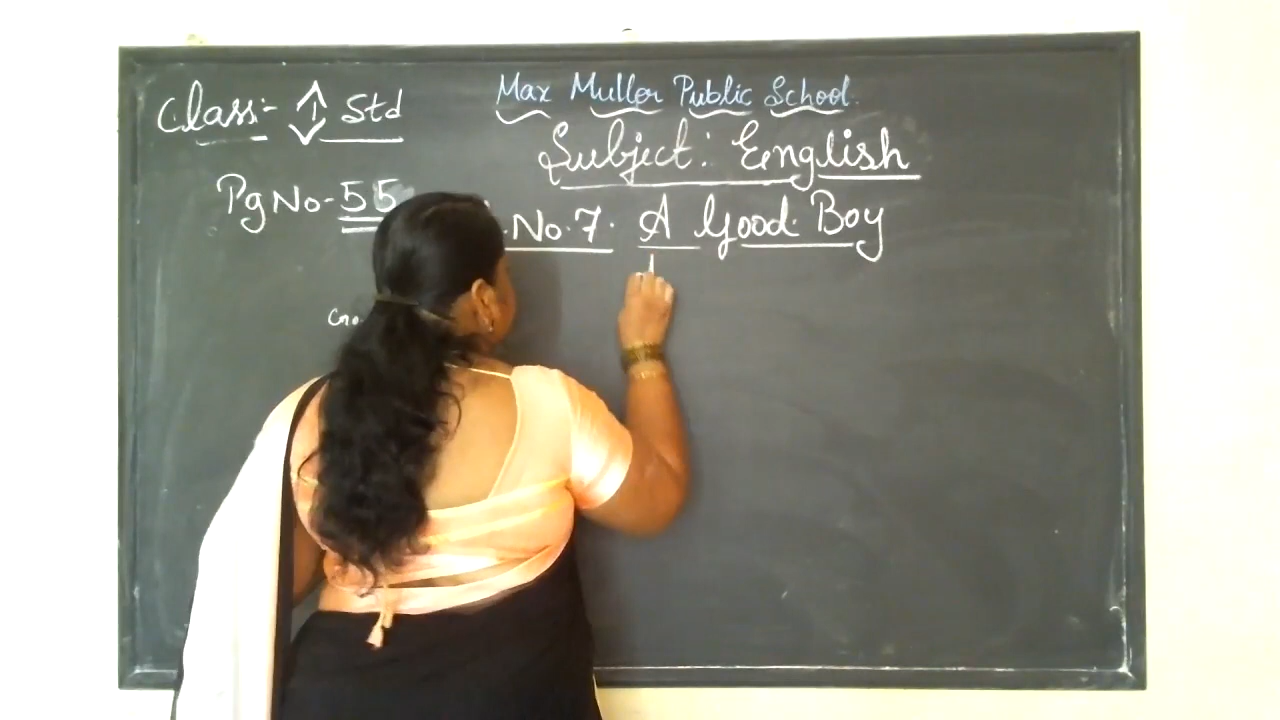 Max Muller Public School.
Class:- I Std
Subject: English
Pg No-55
.No.7. A Good Boy